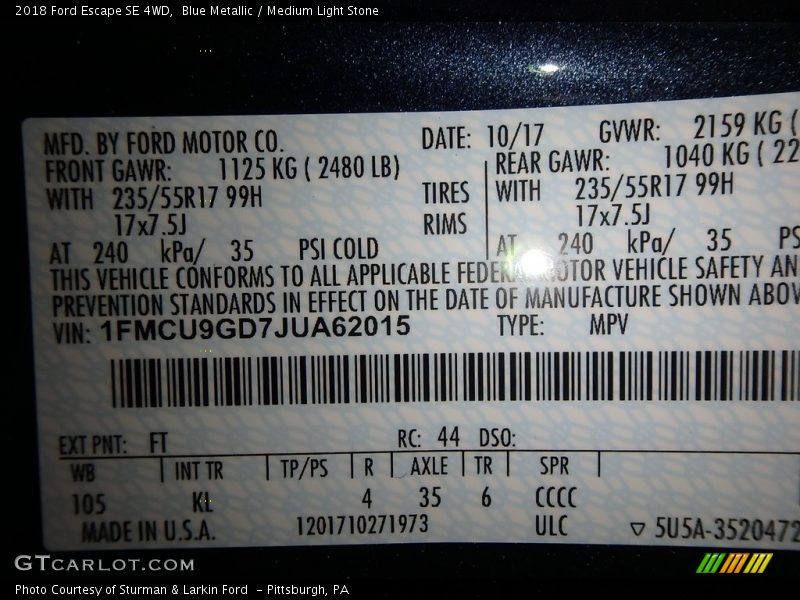 2018 Ford Escape SE 4WD,  Blue Metallic / Medium Light Stone
MFD. BY FORD MOTOR CO. DATE: 10/17 GVWR: 2159 KG (
FRONT GAWR: 1125 KG ( 2480 LB) REAR GAWR: 1040 KG ( 22
WITH 235/55R17 99H TIRES WITH 235/55R17 99H
17x7.5J RIMS 17x7.5J
AT 240 kPa/ 35 PSI COLD AT 240 kPa/ 35 PS
THIS VEHICLE CONFORMS TO ALL APPLICABLE FEDERAL MOTOR VEHICLE SAFETY AN
PREVENTION STANDARDS IN EFFECT ON THE DATE OF MANUFACTURE SHOWN ABOV
VIN: 1FMCU9GD7JUA62015 TYPE: MPV
EXT PNT: FT RC: 44 DSO:
WB INT TR TP/PS R AXLE TR SPR
105 KL 4 35 6 CCCC
MADE IN U.S.A. 1201710271973 ULC ▽ 5U5A-3520472
GTCARLOT.COM
Photo Courtesy of Sturman & Larkin Ford  - Pittsburgh, PA